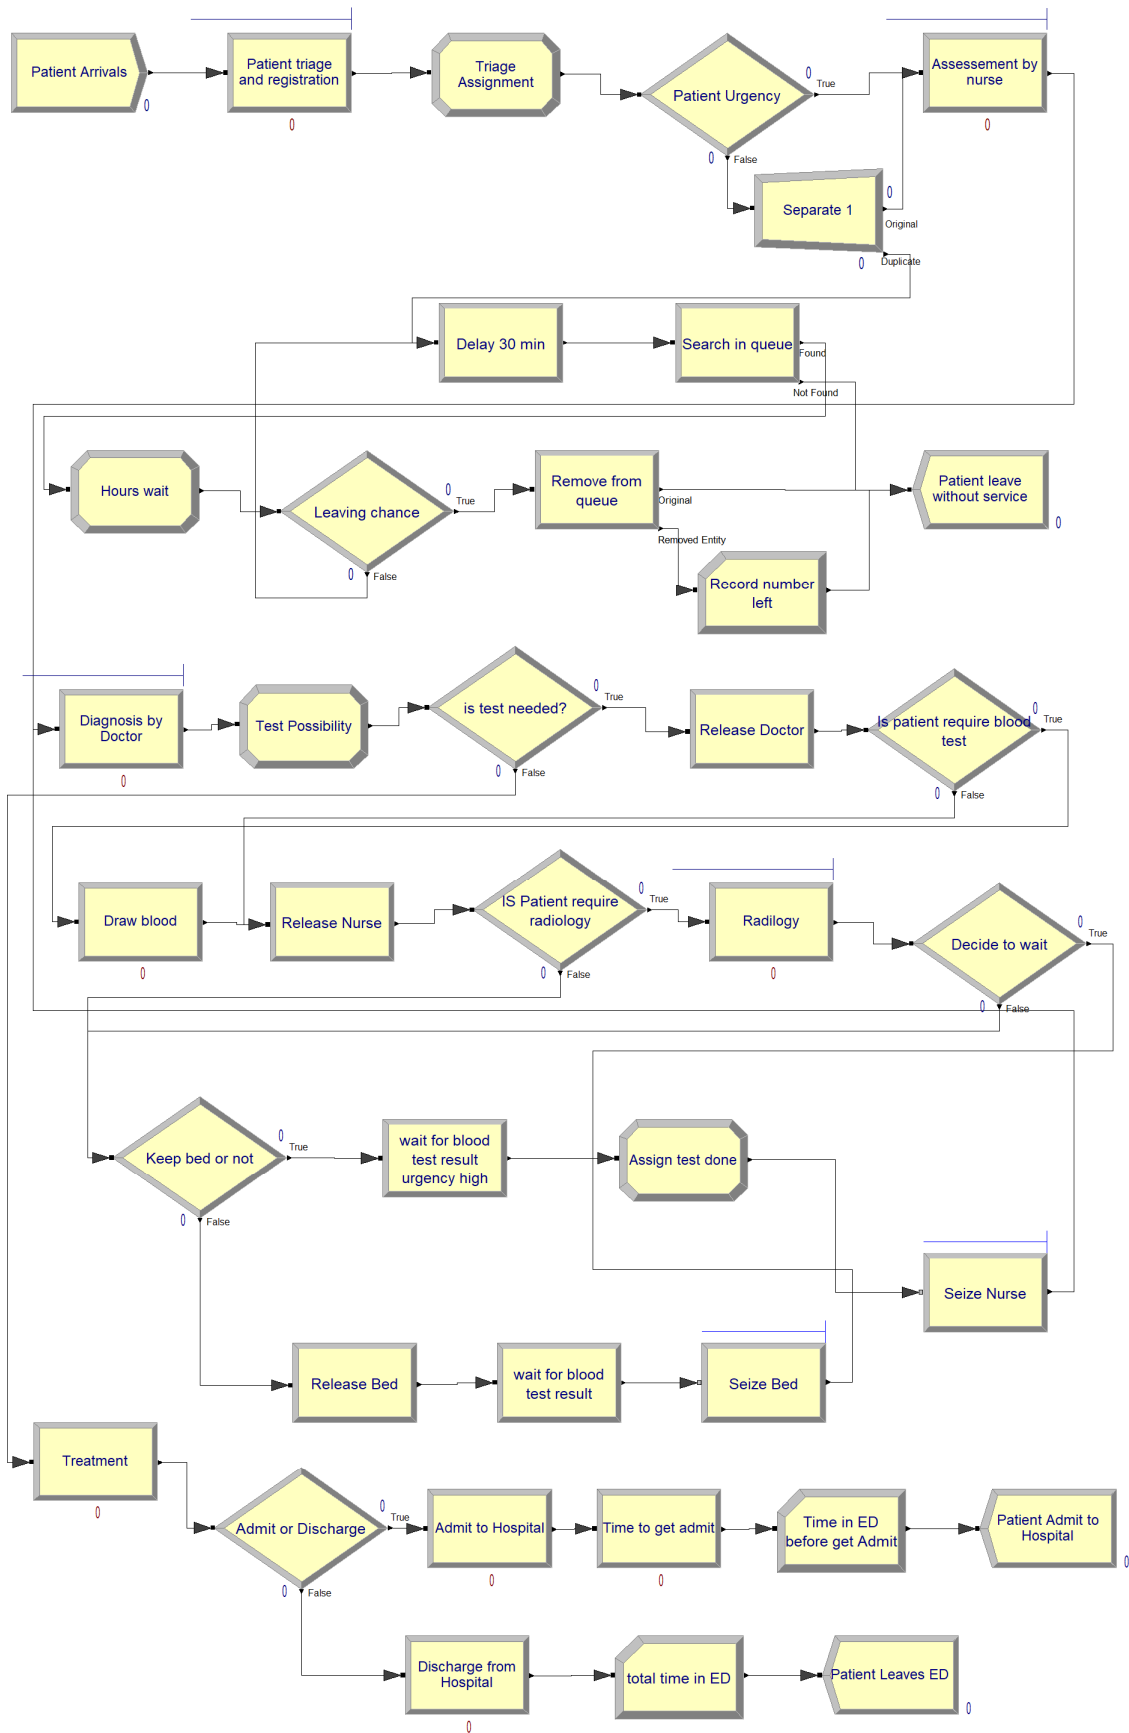 Patient Arrivals
0
Patient triage
and registration
0
Triage
Assignment
Patient Urgency
0
True
0
False
Assessement by
nurse
0
Separate 1
0
Original
0
Duplicate
Delay 30 min
Search in queue
Found
Not Found
Hours wait
Leaving chance
0
True
0
False
Remove from
queue
Original
Removed Entity
Record number
left
Patient leave
without service
0
Diagnosis by
Doctor
0
Test Possibility
is test needed?
0
True
0
False
Release Doctor
Is patient require blood
test
0
True
0
False
Draw blood
0
Release Nurse
IS Patient require
radiology
0
True
0
False
Radilogy
0
Decide to wait
0
True
0
False
Keep bed or not
0
True
0
False
wait for blood
test result
urgency high
Assign test done
Seize Nurse
Release Bed
wait for blood
test result
Seize Bed
Treatment
0
Admit or Discharge
0
True
0
False
Admit to Hospital
0
Time to get admit
0
Time in ED
before get Admit
Patient Admit to
Hospital
0
Discharge from
Hospital
0
total time in ED
Patient Leaves ED
0